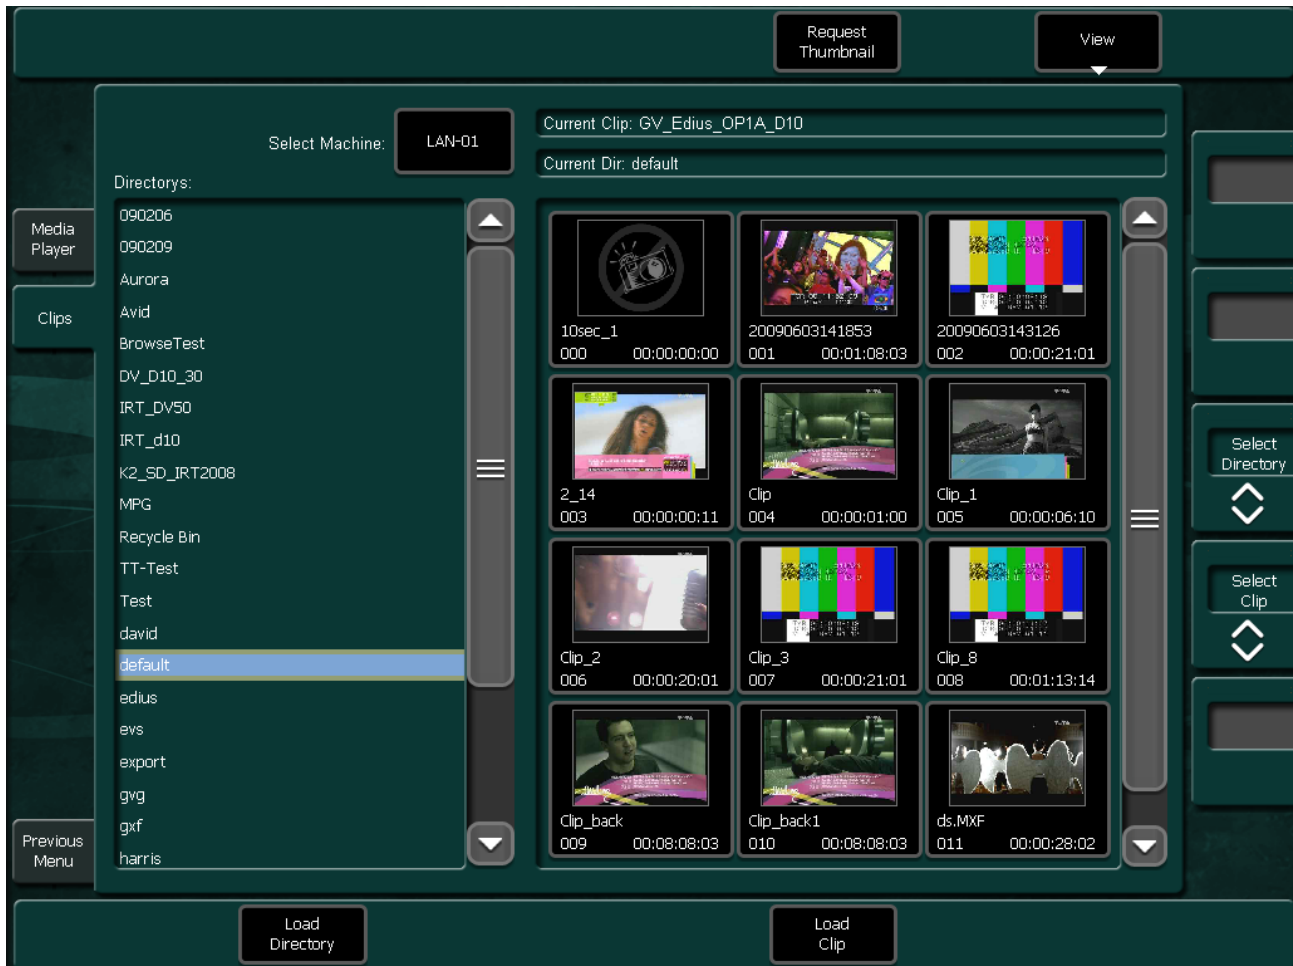 Request
Thumbnail
View
Select Machine:
LAN-01
Current Clip: GV_Edius_OP1A_D10
Current Dir: default
Directorys:
090206
090209
Aurora
Avid
BrowseTest
DV_D10_30
IRT_DV50
IRT_d10
K2_SD_IRT2008
MPG
Recycle Bin
TT-Test
Test
david
default
edius
evs
export
gvg
gxf
harris
Media
Player
Clips
Previous
Menu
10sec_1
000 00:00:00:00
20090603141853
001 00:01:08:03
20090603143126
002 00:00:21:01
2_14
003 00:00:00:11
Clip
004 00:00:01:00
Clip_1
005 00:00:06:10
Clip_2
006 00:00:20:01
Clip_3
007 00:00:21:01
Clip_8
008 00:01:13:14
Clip_back
009 00:08:08:03
Clip_back1
010 00:08:08:03
ds.MXF
011 00:00:28:02
Select
Directory
Select
Clip
Load
Directory
Load
Clip